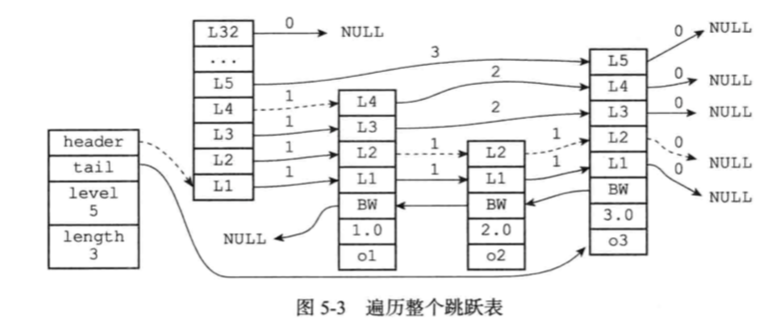 L32
0
NULL
...
L5
3
L4
1
L3
1
L2
1
L1
1
header
tail
level
5
length
3
NULL
L4
2
L3
2
L2
1
L1
1
BW
1.0
o1
L2
1
L1
1
BW
2.0
o2
L5
0
NULL
L4
0
NULL
L3
0
NULL
L2
0
NULL
L1
0
NULL
BW
3.0
o3
图 5-3 遍历整个跳跃表